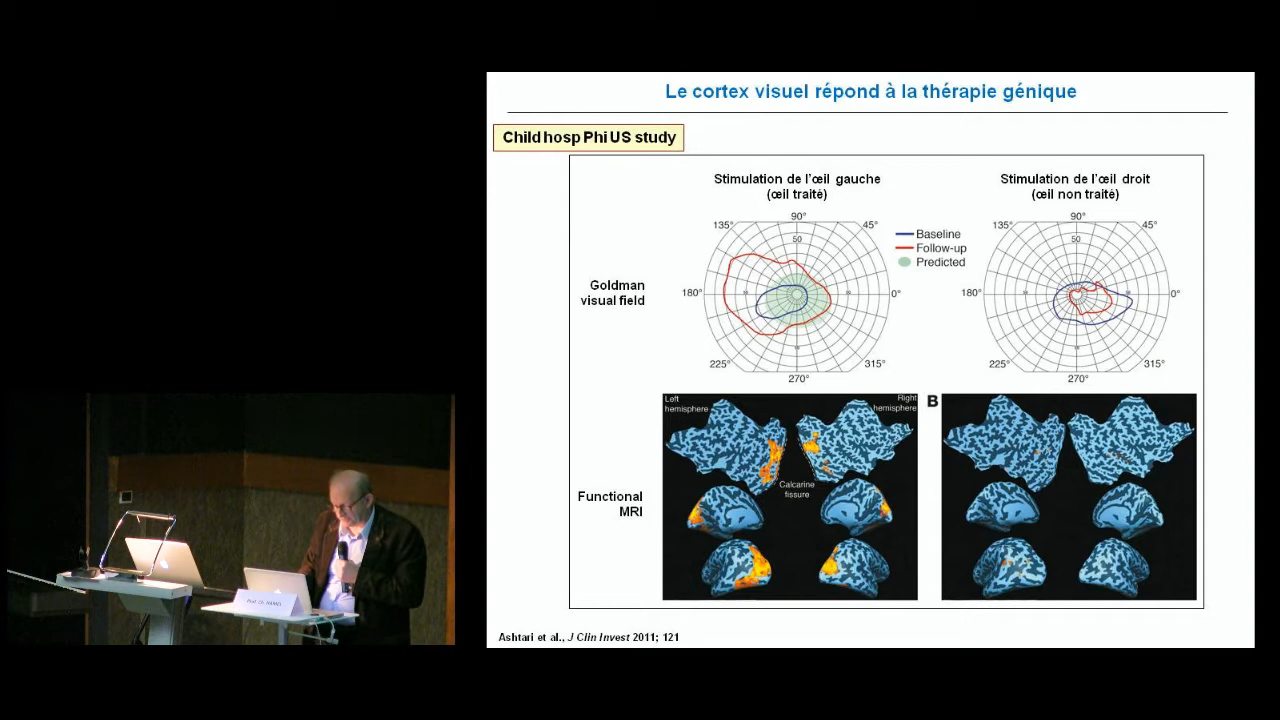 Le cortex visuel répond à la thérapie génique
Child hosp Phi US study
Stimulation de l'œil gauche
(œil traité)
Stimulation de l'œil droit
(œil non traité)
90°
135°
45°
50
180°
0°
225°
315°
270°
Baseline
Follow-up
Predicted
90°
135°
45°
50
180°
0°
225°
315°
270°
Goldman
visual field
Left
hemisphere
Right
hemisphere
B
Calcarine
fissure
Functional
MRI
Ashtari et al., J Clin Invest 2011; 121
Prof. Ch. HAMEL